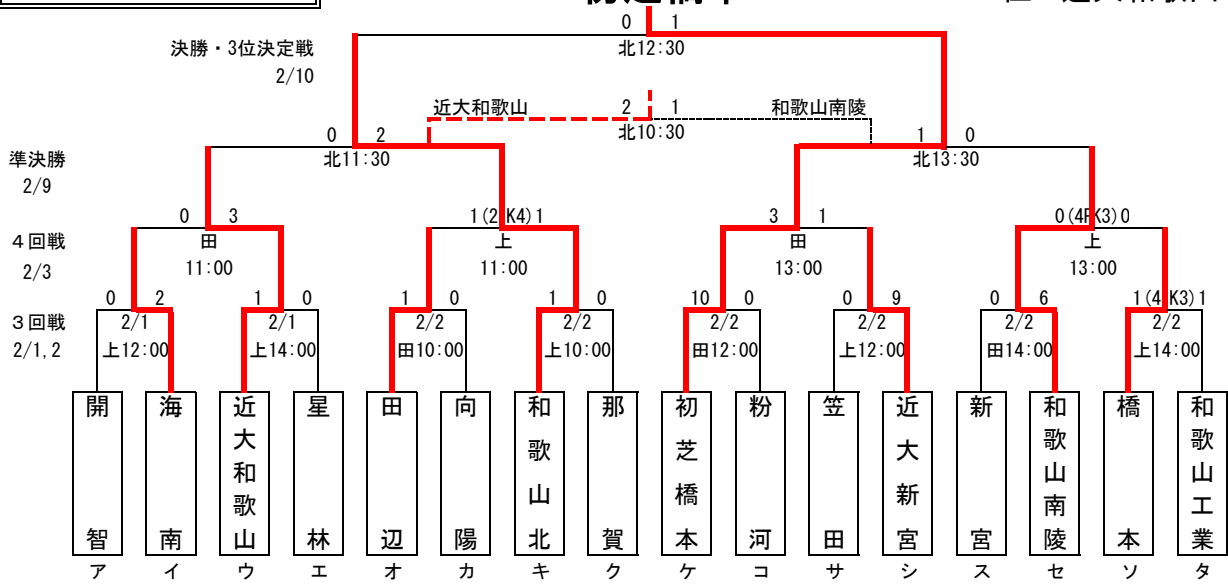 0 1
決勝・3位決定戦
北12:30
2/10
近大和歌山 2 1 和歌山南陵
北10:30
0 2 1 0
準決勝 北11:30 北13:30
2/9
0 3 1(2 K4)1 3 1 0(4PK3)0
4回戦 田 上 田 上
2/3 11:00 11:00 13:00 13:00
0 2 1 0 1 0 1 0 10 0 0 9 0 6 1(4 K3)1
3回戦 2/1 2/1 2/2 2/2 2/2 2/2 2/2 2/2
2/1,2 上12:00 上14:00 田10:00 上10:00 田12:00 上12:00 田14:00 上14:00
開智 海南 近大和歌山 星林 田辺 向陽 和歌山北 那賀 初芝橋本 粉河 笠田 近大新宮 新宮 和歌山南陵 橋本 和歌山工業
ア イ ウ エ オ カ キ ク ケ コ サ シ ス セ ソ タ